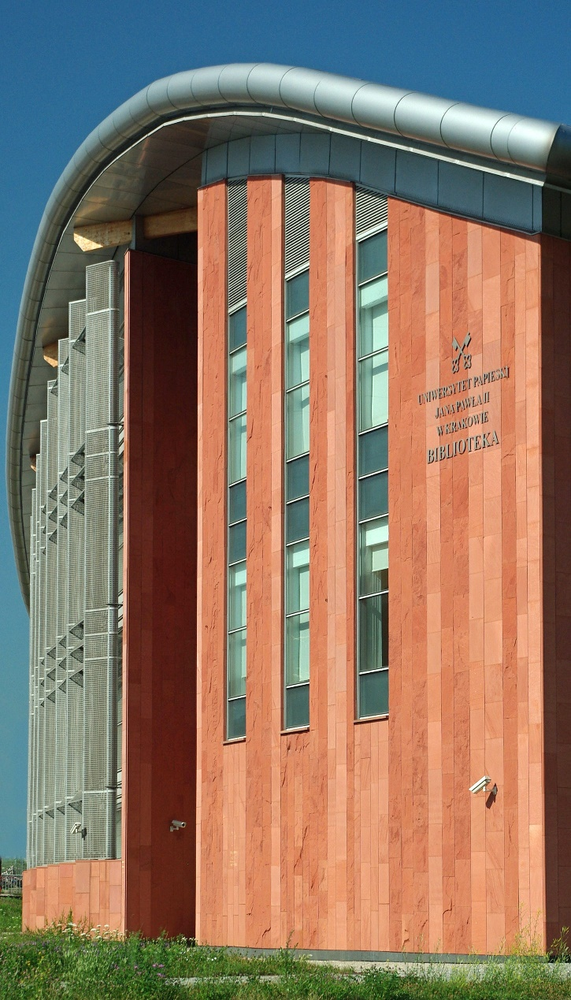 UNIWERSYTET PAPIESKI
JANA PAWŁA II
W KRAKOWIE
BIBLIOTEKA